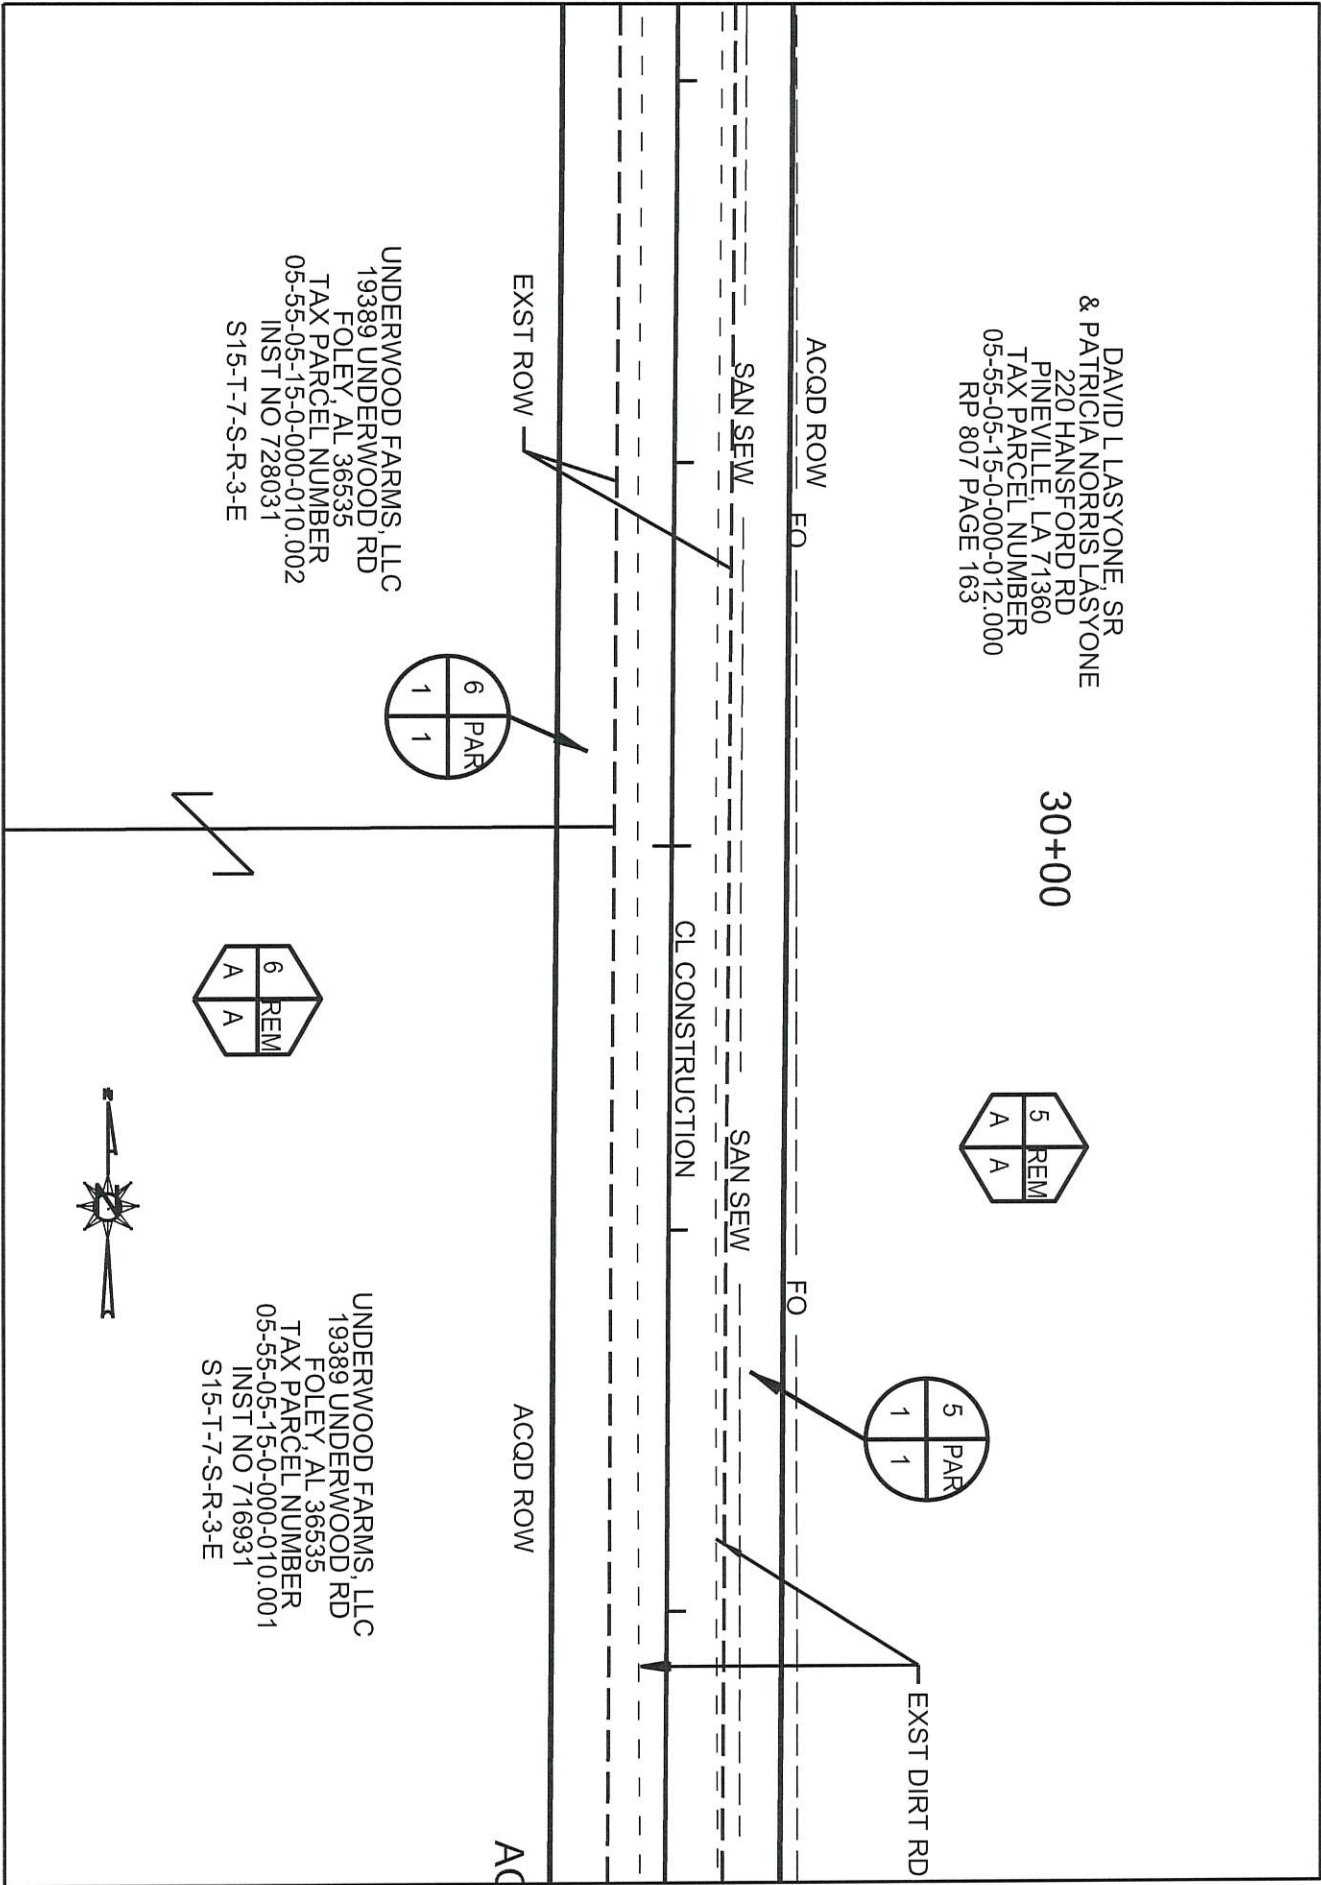 DAVID L LASYONE, SR
& PATRICIA NORRIS LASYONE
220 HANSFORD RD
PINEVILLE, LA 71360
TAX PARCEL NUMBER
05-55-05-15-0-000-012.000
RP 807 PAGE 163
30+00
5 REM
A A
5 PAR
1 1
EXST DIRT RD
ACQD ROW
FO
FO
SAN SEW
SAN SEW
CL CONSTRUCTION
EXST ROW
ACQD ROW
AC
6 PAR
1 1
UNDERWOOD FARMS, LLC
19389 UNDERWOOD RD
FOLEY, AL 36535
TAX PARCEL NUMBER
05-55-05-15-0-000-010.002
INST NO 728031
S15-T-7-S-R-3-E
6 REM
A A
UNDERWOOD FARMS, LLC
19389 UNDERWOOD RD
FOLEY, AL 36535
TAX PARCEL NUMBER
05-55-05-15-0-000-010.001
INST NO 716931
S15-T-7-S-R-3-E